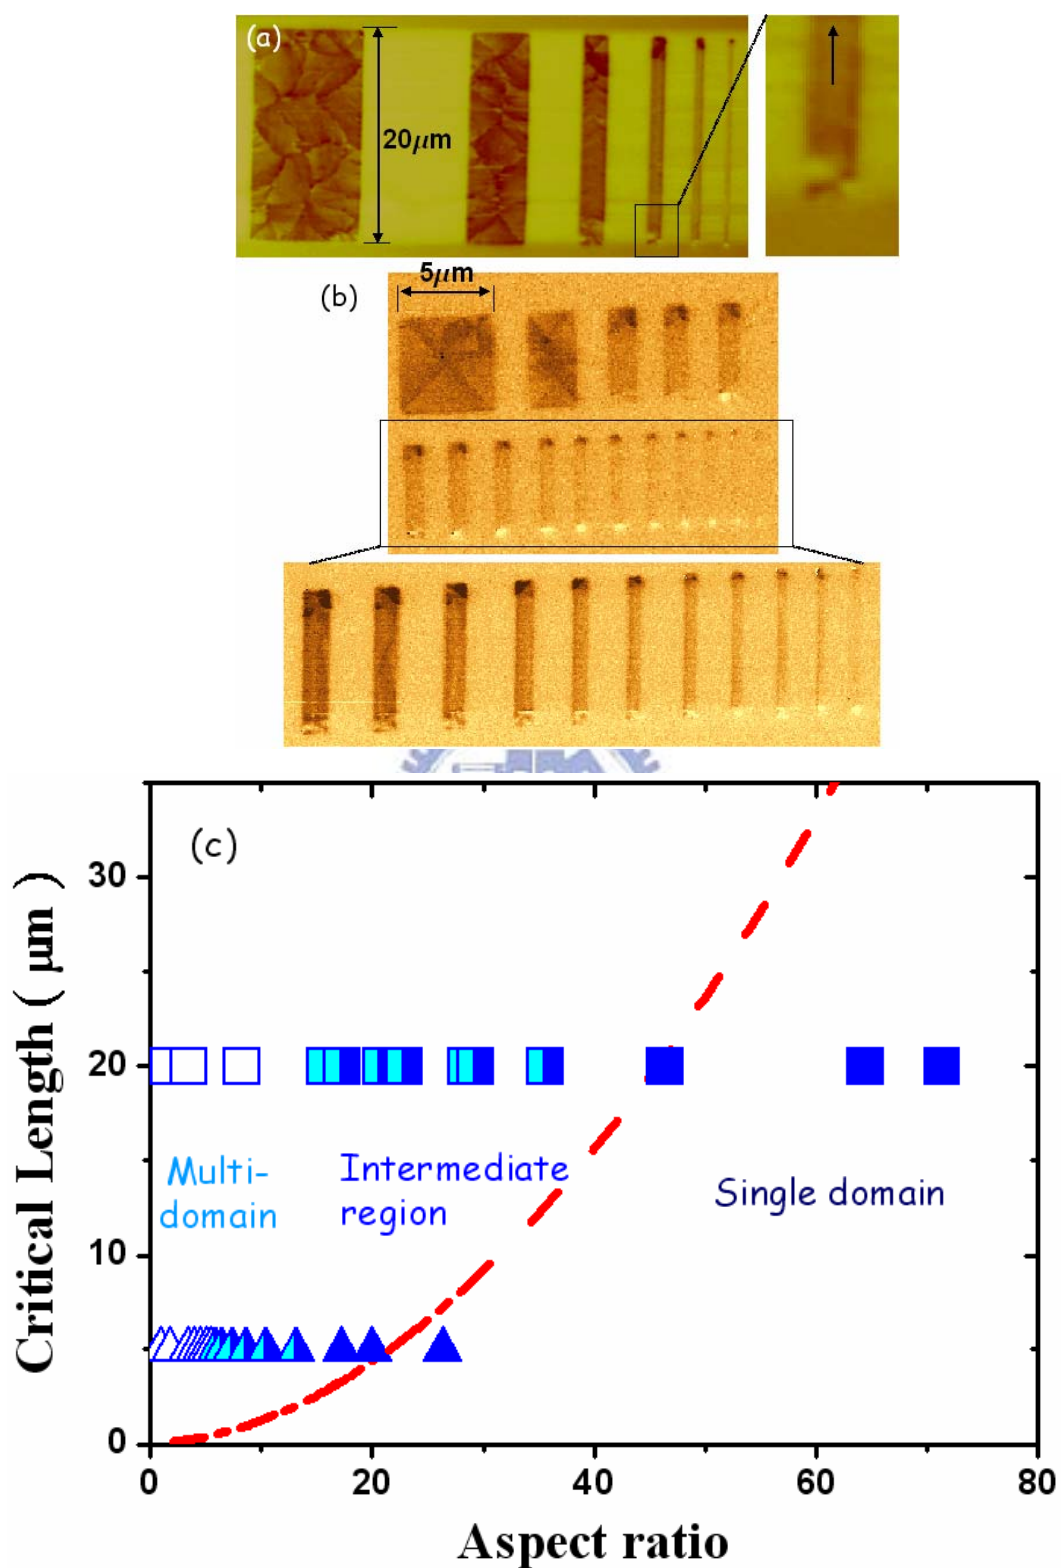 (a)
20μm
(b)
5μm
(c)
Critical Length ( μm )
30
20
10
0
Multi-
domain
Intermediate
region
Single domain
0
20
40
60
80
Aspect ratio